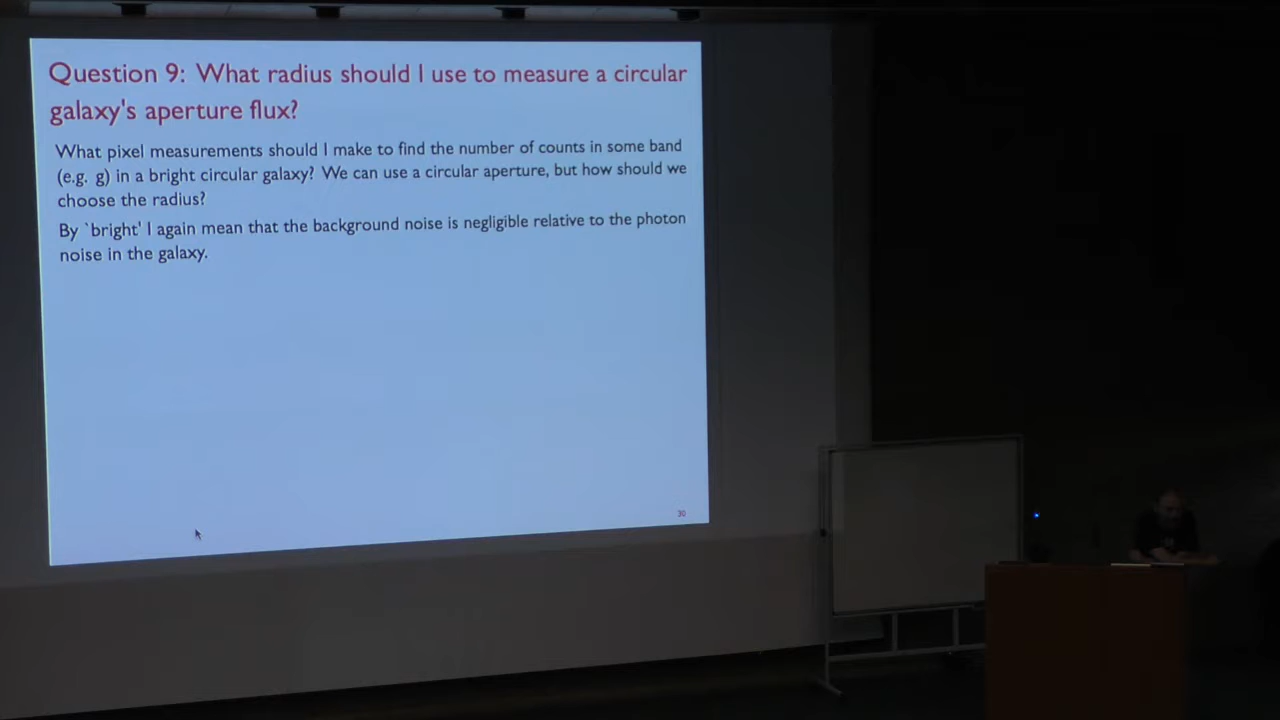 Question 9: What radius should I use to measure a circular
galaxy's aperture flux?
What pixel measurements should I make to find the number of counts in some band
(e.g. g) in a bright circular galaxy? We can use a circular aperture, but how should we
choose the radius?
By `bright' I again mean that the background noise is negligible relative to the photon
noise in the galaxy.
30